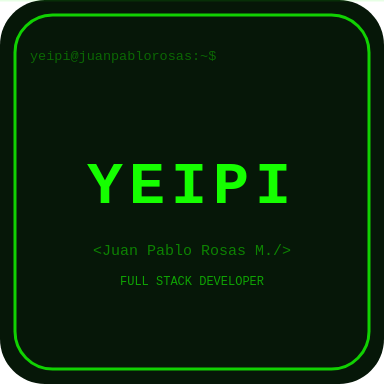 yeipi@juanpablorosas:~$
YEIPI
<Juan Pablo Rosas M./>
FULL STACK DEVELOPER